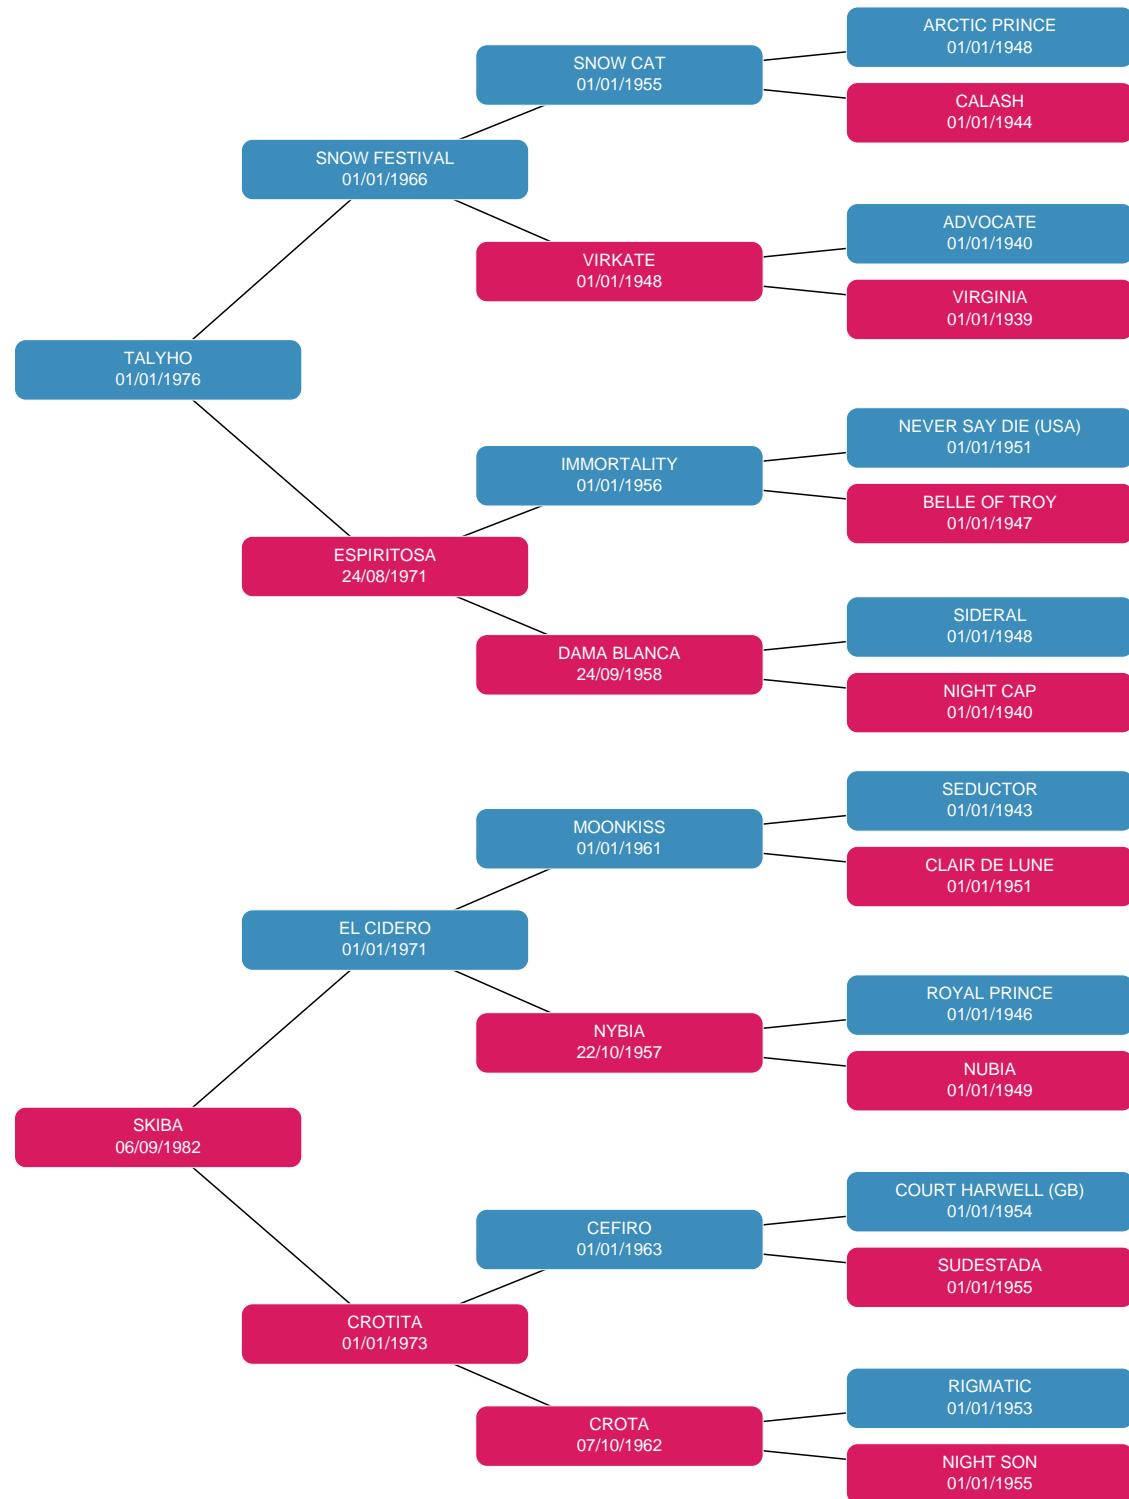 ARCTIC PRINCE
01/01/1948
SNOW CAT
01/01/1955
CALASH
01/01/1944
SNOW FESTIVAL
01/01/1966
ADVOCATE
01/01/1940
VIRKATE
01/01/1948
VIRGINIA
01/01/1939
TALYHO
01/01/1976
NEVER SAY DIE (USA)
01/01/1951
IMMORTALITY
01/01/1956
BELLE OF TROY
01/01/1947
ESPIRITOSA
24/08/1971
SIDERAL
01/01/1948
DAMA BLANCA
24/09/1958
NIGHT CAP
01/01/1940
SEDUCTOR
01/01/1943
MOONKISS
01/01/1961
CLAIR DE LUNE
01/01/1951
EL CIDERO
01/01/1971
ROYAL PRINCE
01/01/1946
NYBIA
22/10/1957
NUBIA
01/01/1949
SKIBA
06/09/1982
COURT HARWELL (GB)
01/01/1954
CEFIRO
01/01/1963
SUDESTADA
01/01/1955
CROTITA
01/01/1973
RIGMATIC
01/01/1953
CROTA
07/10/1962
NIGHT SON
01/01/1955